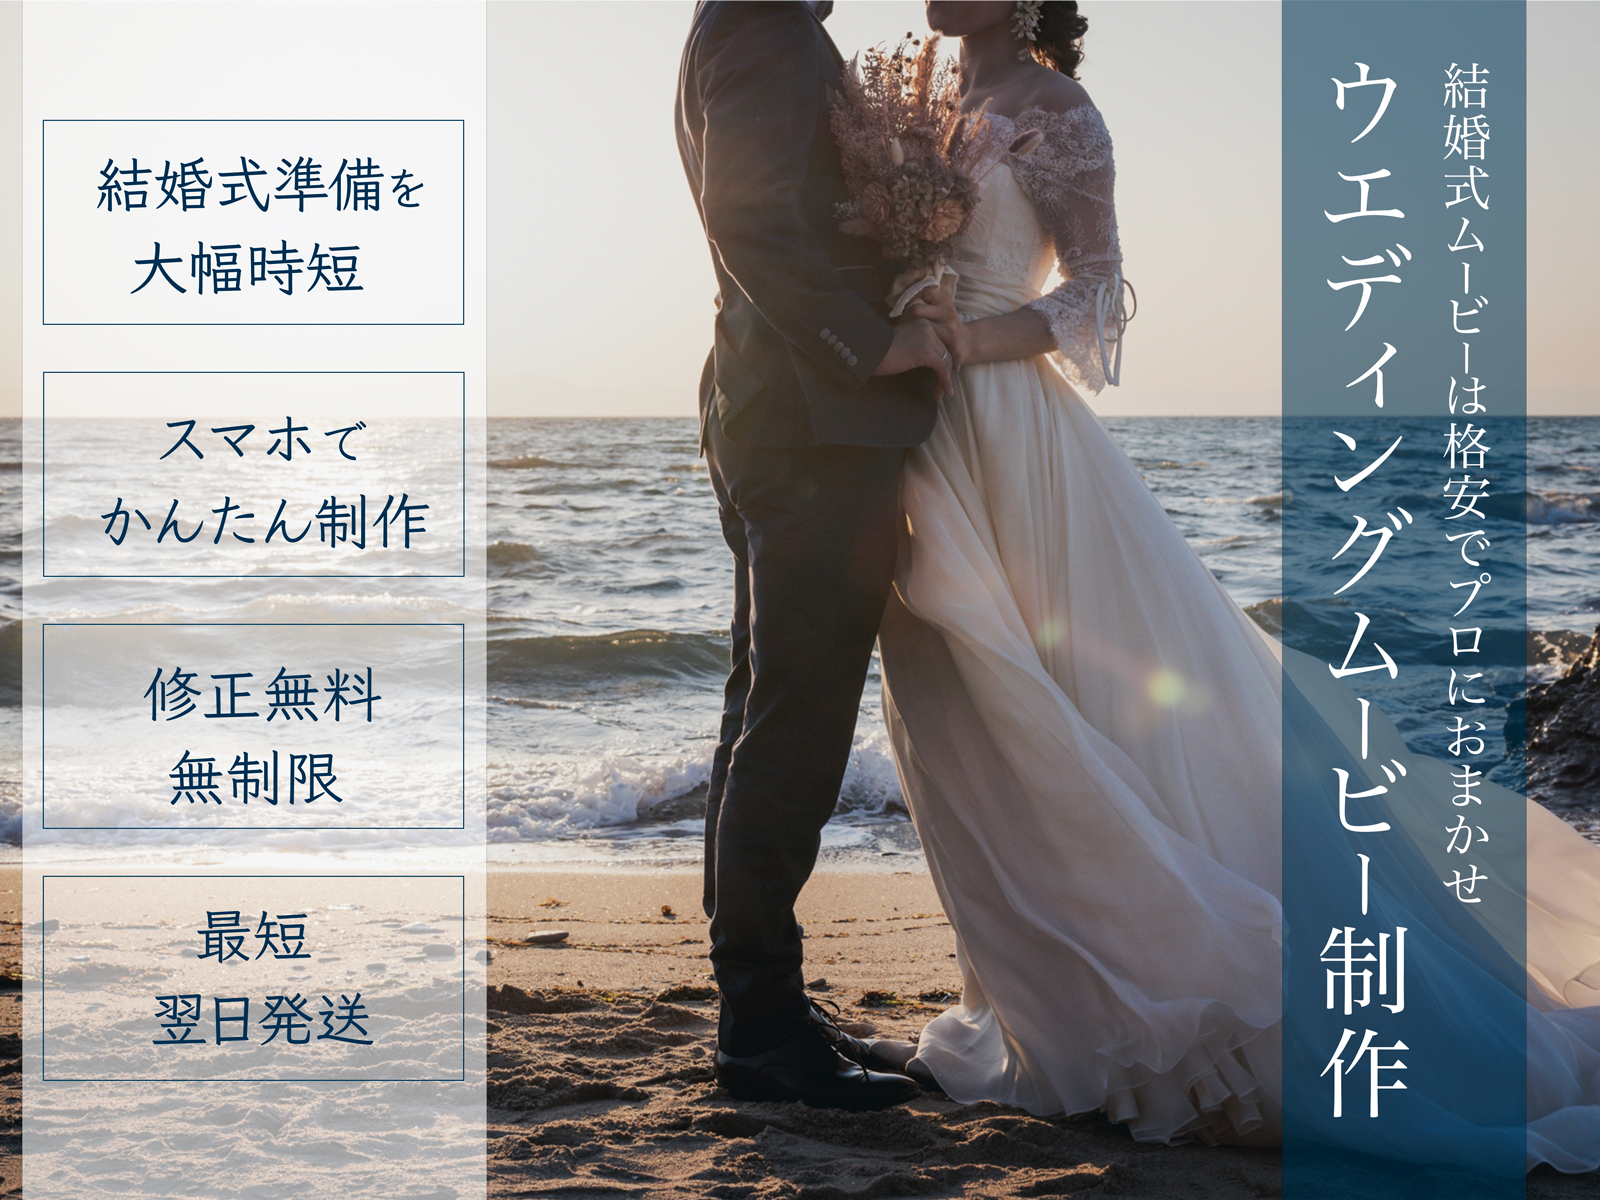 結婚式ムービーは格安でプロにおまかせ
ウエディングムービー制作
結婚式準備を
大幅時短
スマホで
かんたん制作
修正無料
無制限
最短
翌日発送